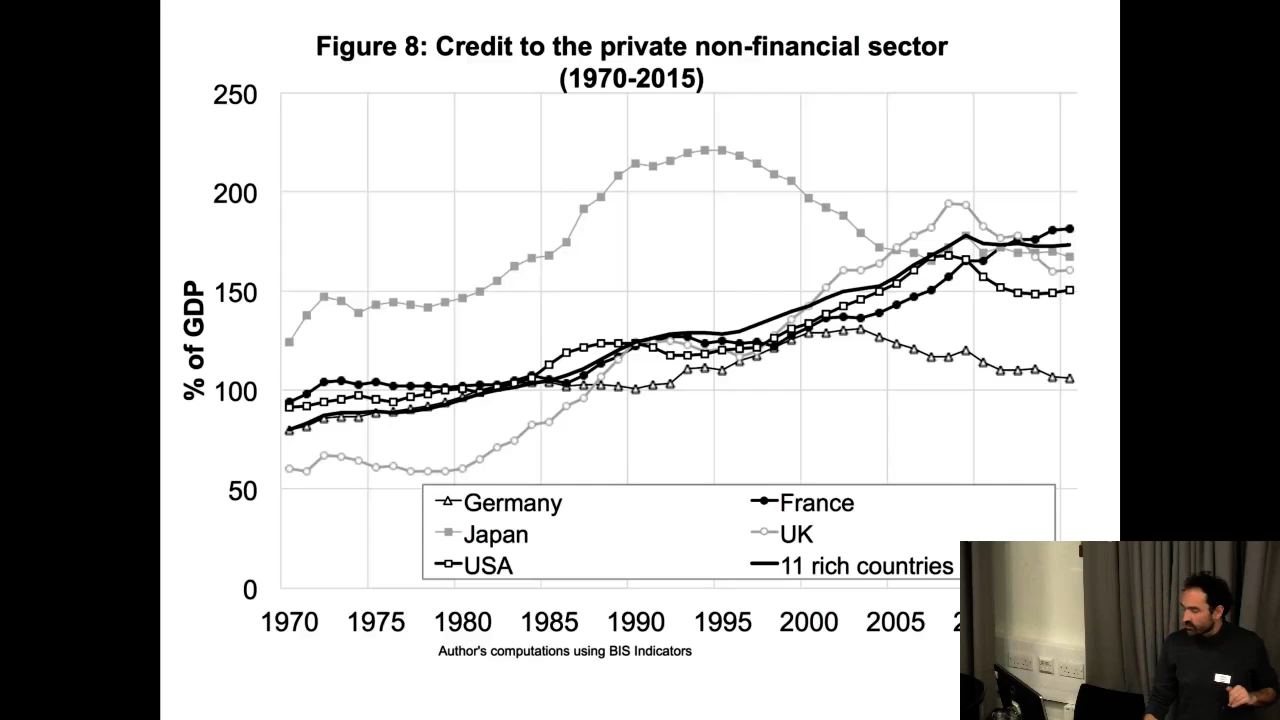 Figure 8: Credit to the private non-financial sector
(1970-2015)
250
200
150
100
50
0
% of GDP
Germany
France
Japan
UK
USA
11 rich countries
1970 1975 1980 1985 1990 1995 2000 2005
Author's computations using BIS Indicators